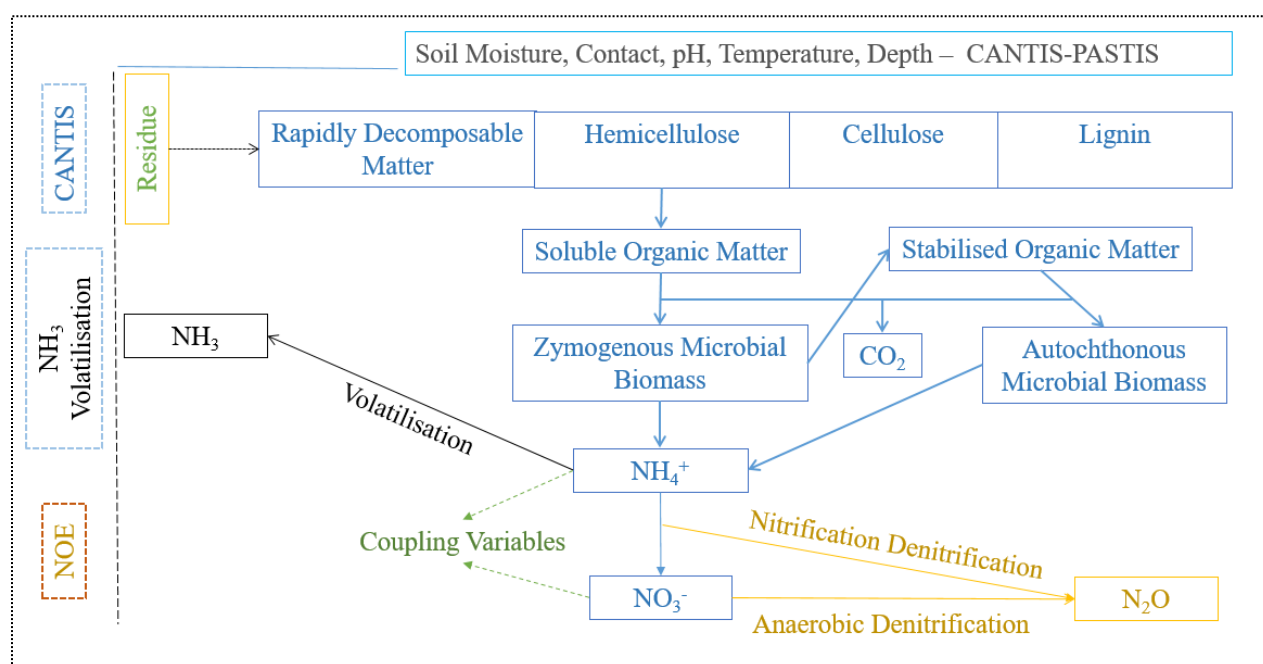 Soil Moisture, Contact, pH, Temperature, Depth – CANTIS-PASTIS
CANTIS
Residue
Rapidly Decomposable
Matter
Hemicellulose
Cellulose
Lignin
Soluble Organic Matter
Stabilised Organic Matter
NH₃
Volatilisation
NH₃
Zymogenous Microbial
Biomass
CO₂
Autochthonous
Microbial Biomass
Volatilisation
NH₄⁺
NOE
Coupling Variables
Nitrification Denitrification
NO₃⁻
Anaerobic Denitrification
N₂O